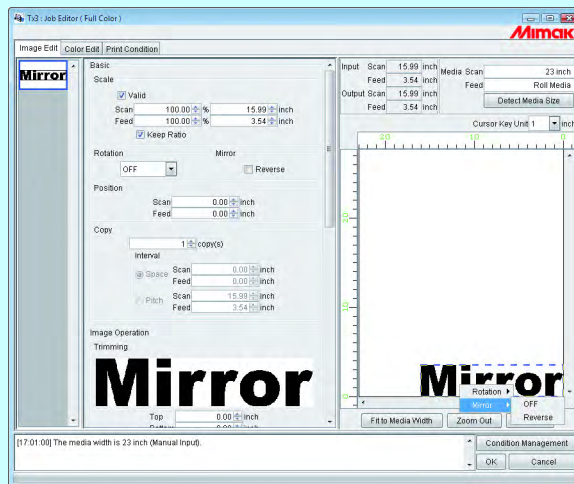 Tx3 : Job Editor ( Full Color )
Mimaki
Image Edit Color Edit Print Condition
Mirror
Basic
Scale
Valid
Scan 100.00 % 15.99 inch
Feed 100.00 % 3.54 inch
Keep Ratio
Rotation Mirror
OFF Reverse
Position
Scan 0.00 inch
Feed 0.00 inch
Copy
1 copy(s)
Interval
Space Scan 0.00 inch
Feed 0.00 inch
Pitch Scan 15.99 inch
Feed 3.54 inch
Image Operation
Trimming
Mirror
Top 0.00 inch
Input Scan 15.99 inch
Feed 3.54 inch
Output Scan 15.99 inch
Feed 3.54 inch
Media Scan 23 inch
Feed Roll Media
Detect Media Size
Cursor Key Unit 1 inch
20 10 0
20
10
0
Mirror
Rotation
Mirror
OFF
Reverse
Fit to Media Width Zoom Out
[17:01:00] The media width is 23 inch (Manual Input).
Condition Management
OK Cancel